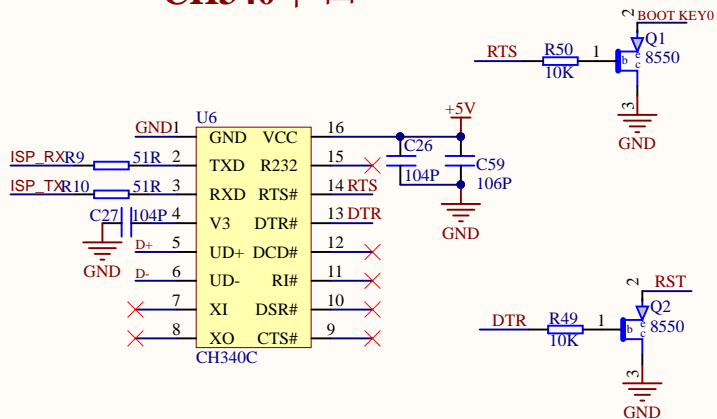 CH340
2 BOOT KEY0
Q1
RTS R50 1 b e c 8550
10K
3
GND
U6
+5V
GND 1 GND VCC 16
C26
ISP_RX R9 51R 2 TXD R232 15
104P C59
106P
ISP_TX R10 51R 3 RXD RTS# 14 RTS
C27 104P 4 V3 DTR# 13 DTR
GND
GND
D+ 5 UD+ DCD# 12
D- 6 UD- RI# 11
7 XI DSR# 10
8 XO CTS# 9
CH340C
2 RST
Q2
DTR R49 1 b e c 8550
10K
3
GND